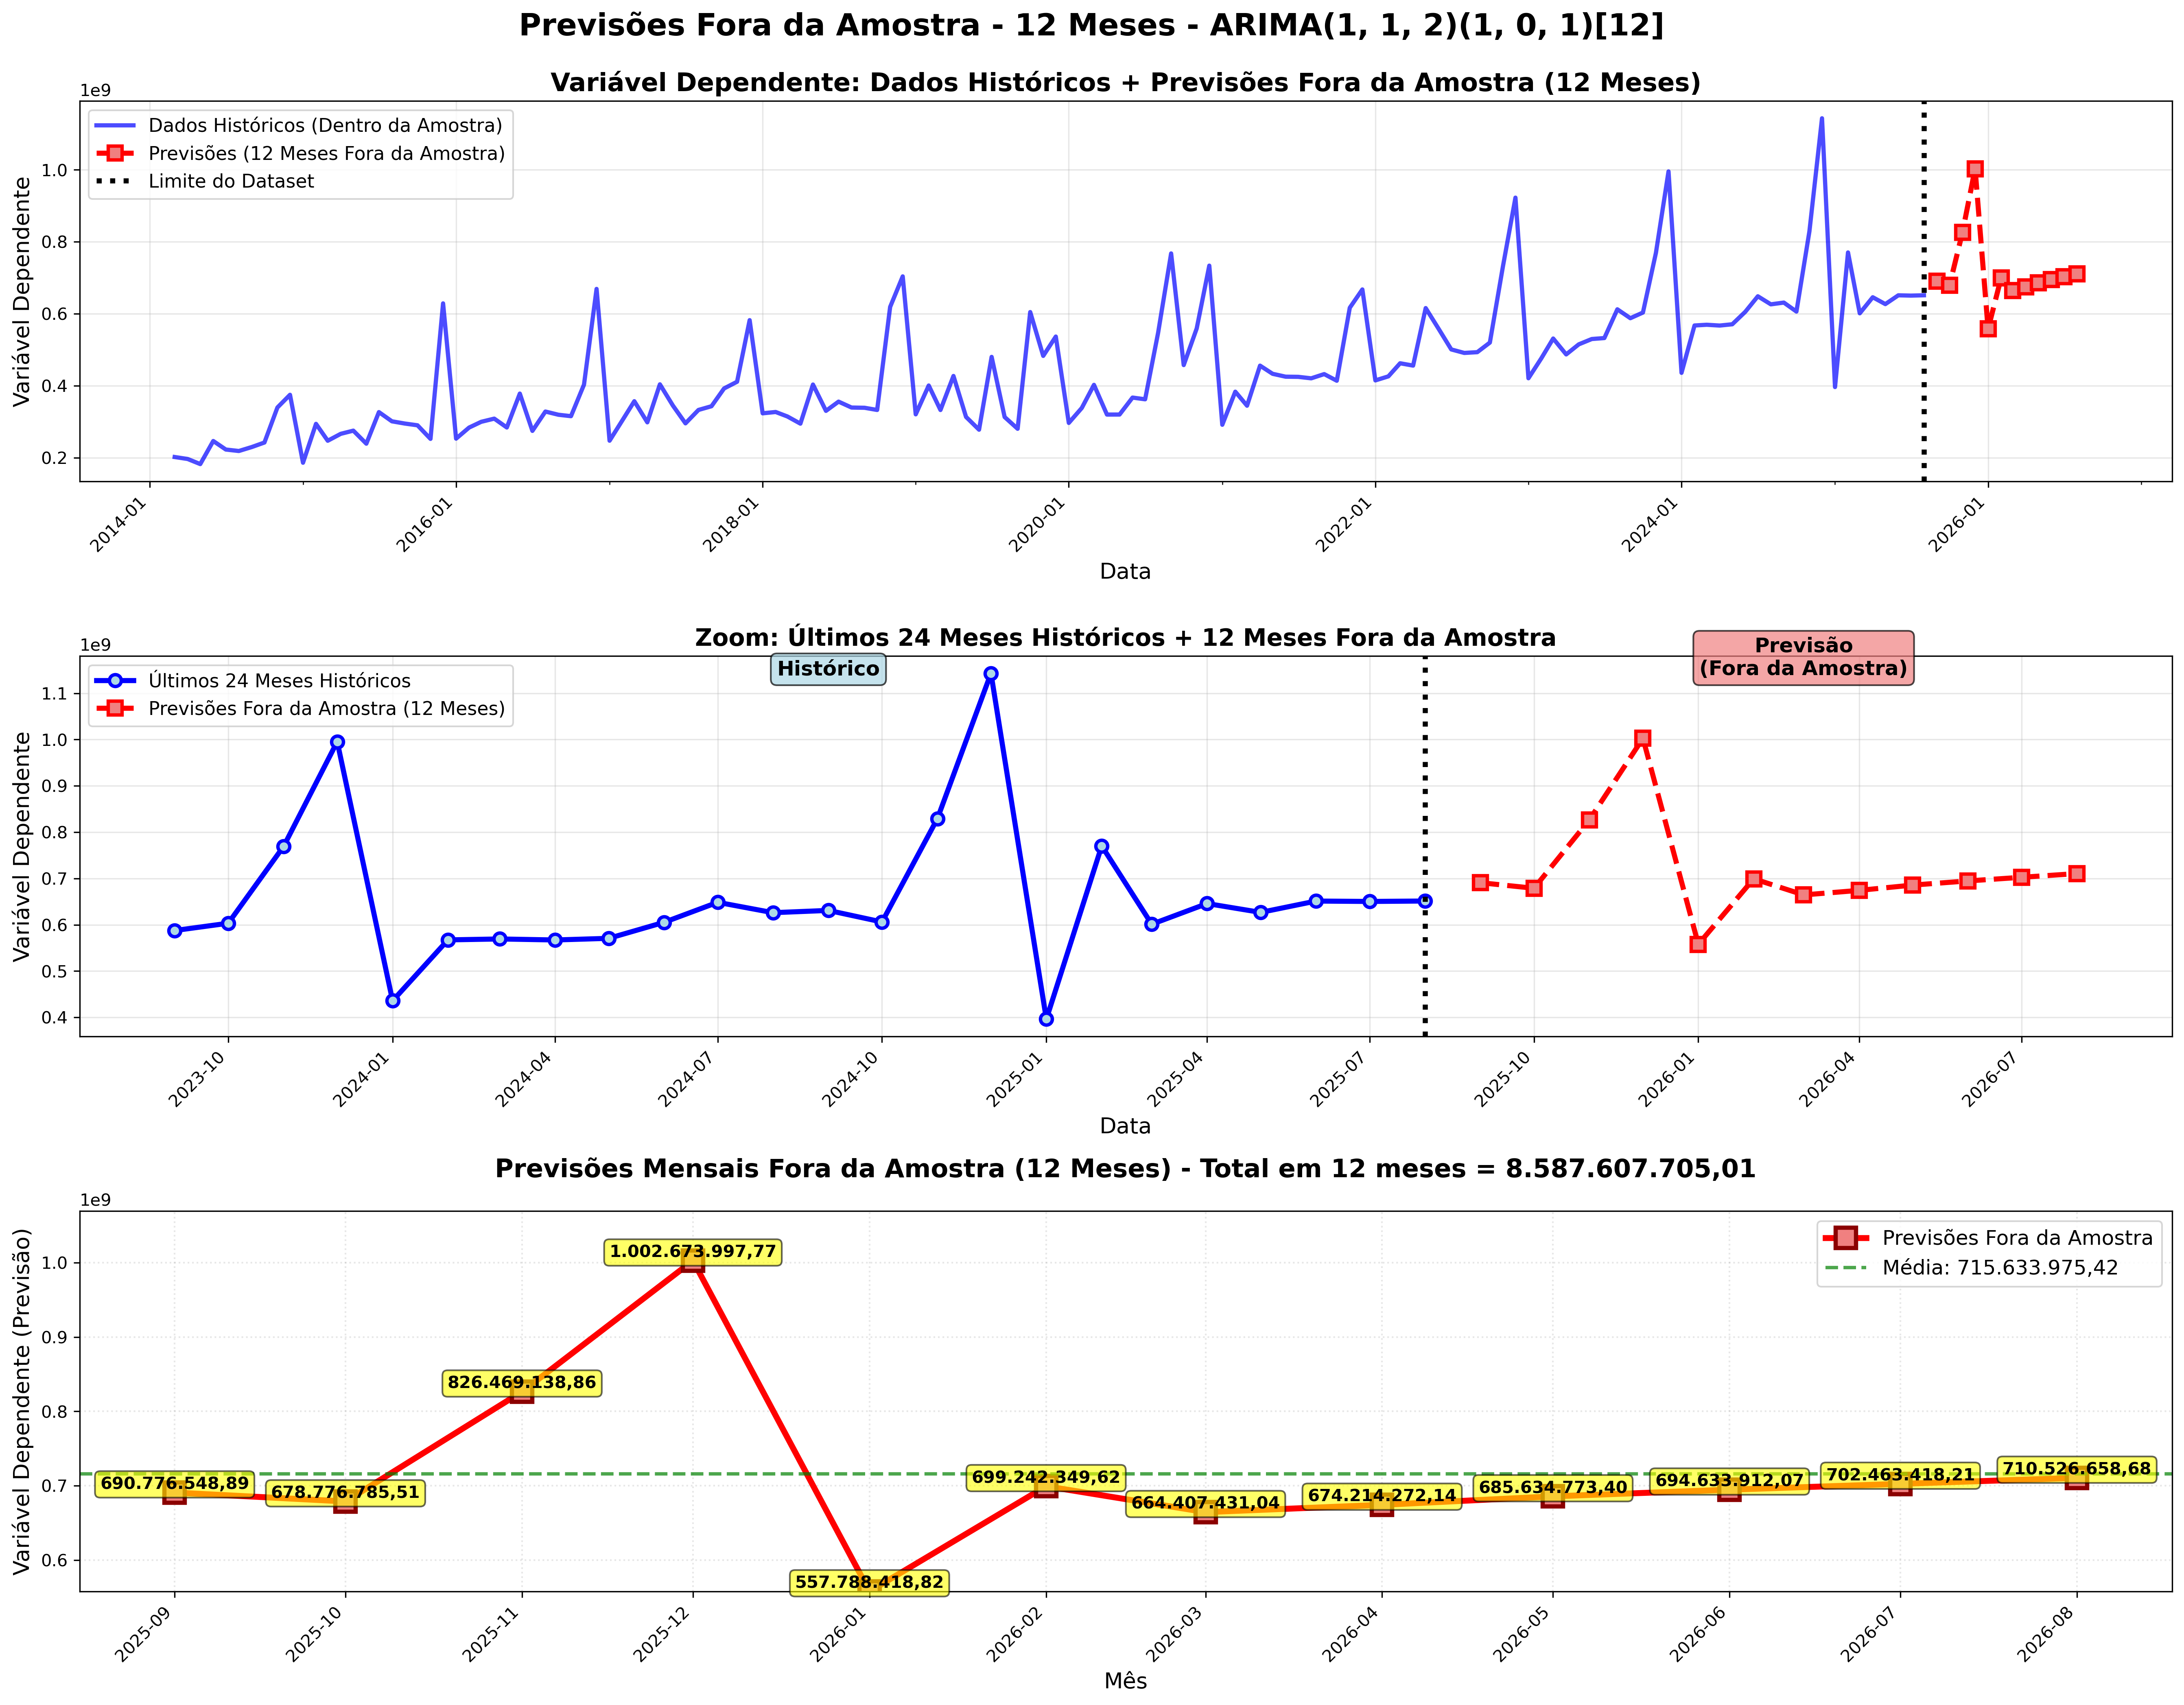 Previsões Fora da Amostra - 12 Meses - ARIMA(1, 1, 2)(1, 0, 1)[12]
Variável Dependente: Dados Históricos + Previsões Fora da Amostra (12 Meses)
1e9
Dados Históricos (Dentro da Amostra)
Previsões (12 Meses Fora da Amostra)
Limite do Dataset
Variável Dependente
1.0
0.8
0.6
0.4
0.2
2014-01
2016-01
2018-01
2020-01
2022-01
2024-01
2026-01
Data
Zoom: Últimos 24 Meses Históricos + 12 Meses Fora da Amostra
1e9
Últimos 24 Meses Históricos
Previsões Fora da Amostra (12 Meses)
Histórico
Previsão
(Fora da Amostra)
Variável Dependente
1.1
1.0
0.9
0.8
0.7
0.6
0.5
0.4
2023-10
2024-01
2024-04
2024-07
2024-10
2025-01
2025-04
2025-07
2025-10
2026-01
2026-04
2026-07
Data
Previsões Mensais Fora da Amostra (12 Meses) - Total em 12 meses = 8.587.607.705,01
1e9
Previsões Fora da Amostra
Média: 715.633.975,42
Variável Dependente (Previsão)
1.0
0.9
0.8
0.7
0.6
690.776.548,89
678.776.785,51
826.469.138,86
1.002.673.997,77
557.788.418,82
699.242.349,62
664.407.431,04
674.214.272,14
685.634.773,40
694.633.912,07
702.463.418,21
710.526.658,68
2025-09
2025-10
2025-11
2025-12
2026-01
2026-02
2026-03
2026-04
2026-05
2026-06
2026-07
2026-08
Mês